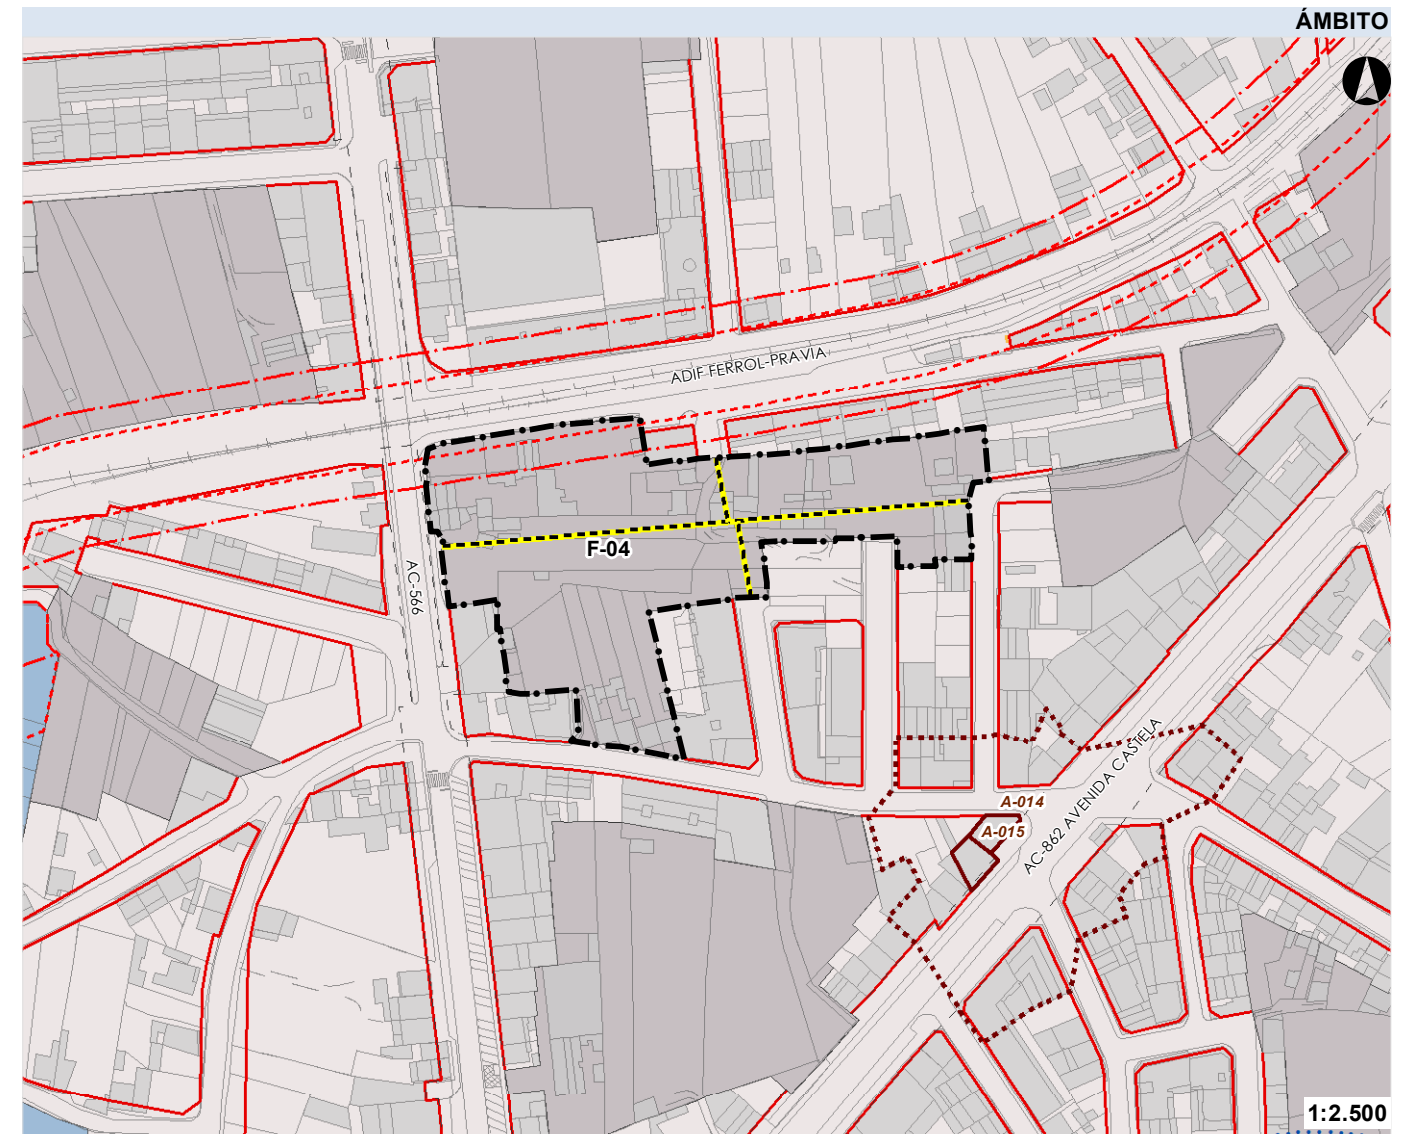 ÁMBITO
ADIF FERROL-PRAVIA
F-04
AC-566
A-014
A-015
AC-862 AVENIDA CASTELA
1:2.500